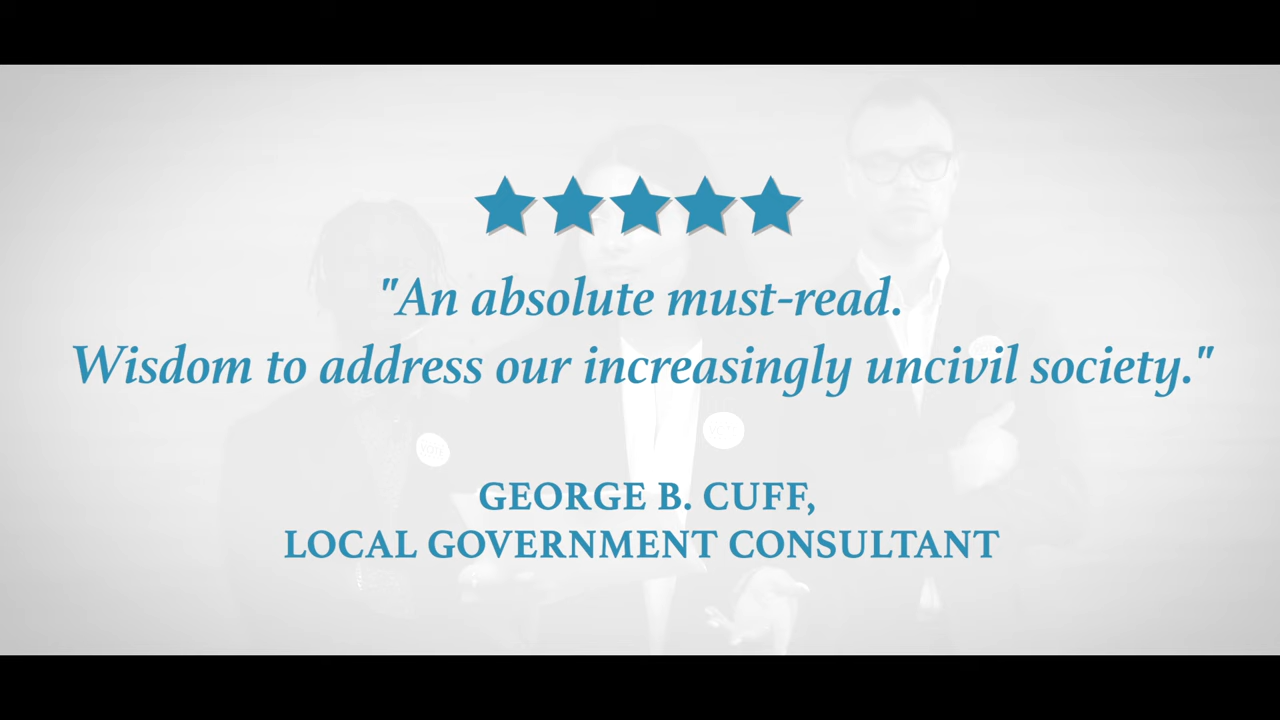 "An absolute must-read.
Wisdom to address our increasingly uncivil society."
GEORGE B. CUFF,
LOCAL GOVERNMENT CONSULTANT